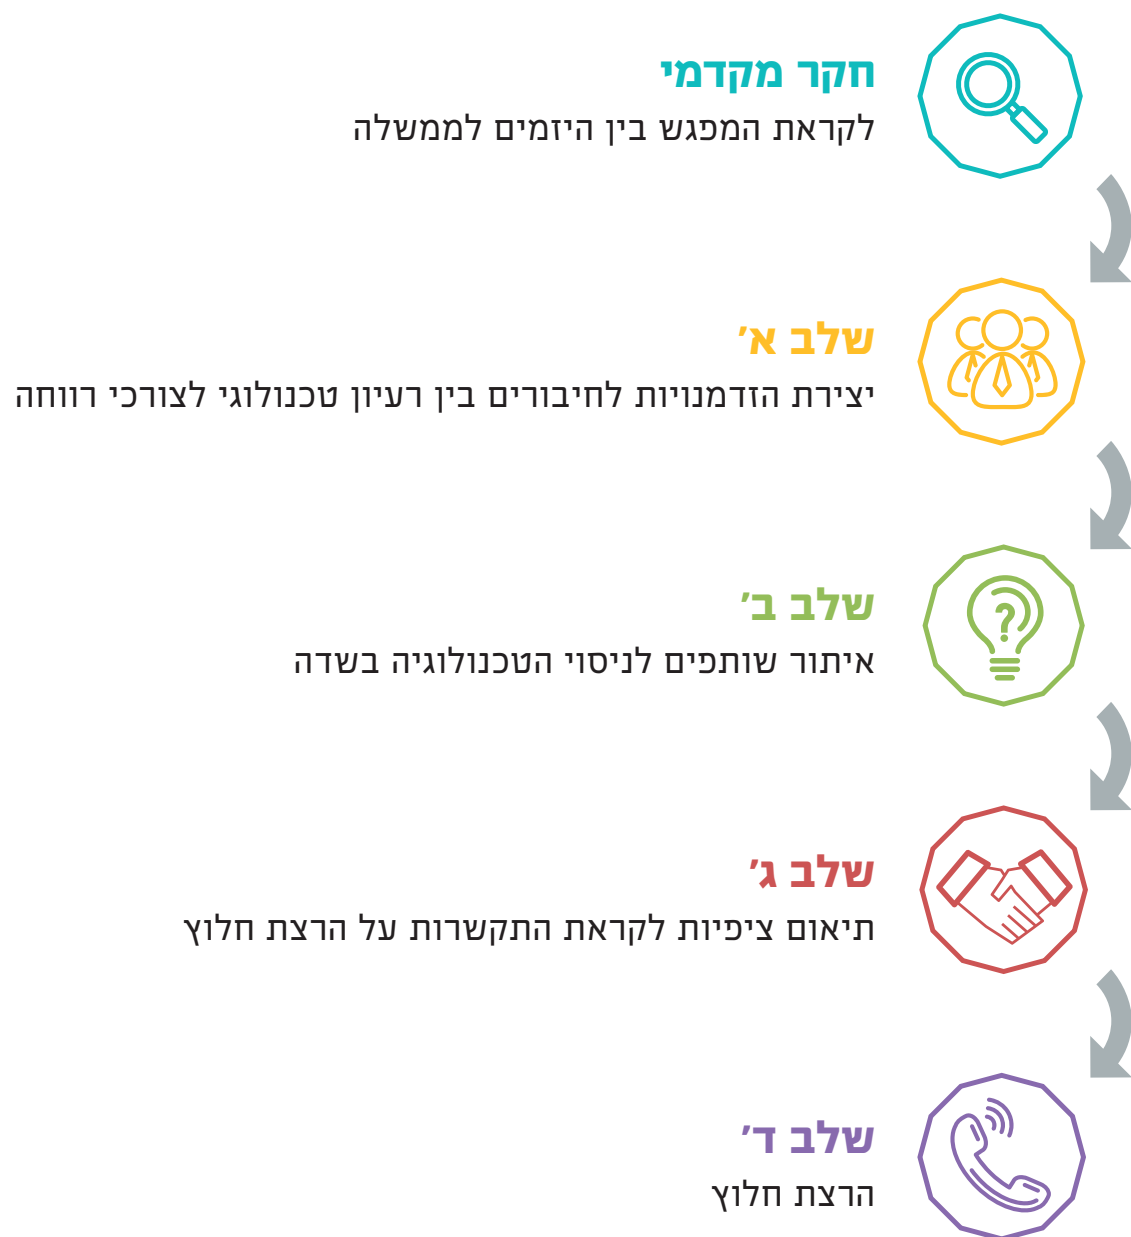 חקר מקדמי
לקראת המפגש בין היזמים לממשלה
שלב א׳
יצירת הזדמנויות לחיבורים בין רעיון טכנולוגי לצורכי רווחה
שלב ב׳
איתור שותפים לניסוי הטכנולוגיה בשדה
שלב ג׳
תיאום ציפיות לקראת התקשרות על הרצת חלוץ
שלב ד׳
הרצת חלוץ